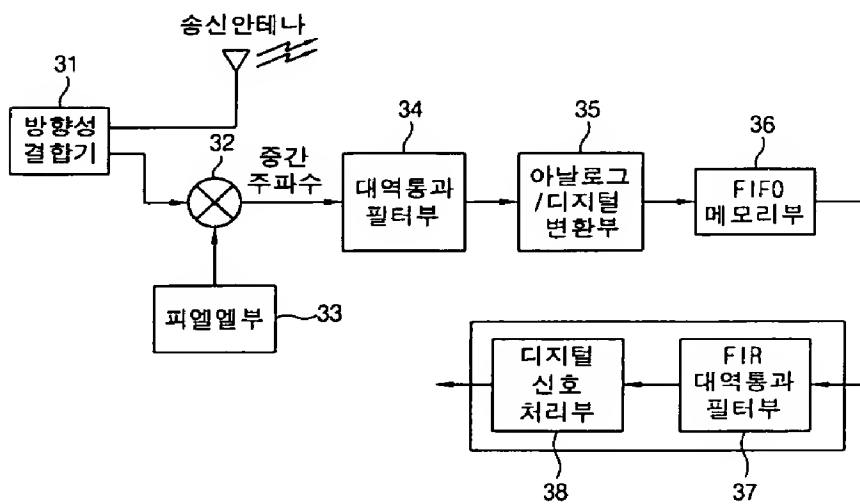 송신안테나
31
방향성
결합기
32
중간
주파수
34
대역통과
필터부
35
아날로그
/디지털
변환부
36
FIFO
메모리부
피엘엘부
33
디지털
신호
처리부
38
FIR
대역통과
필터부
37